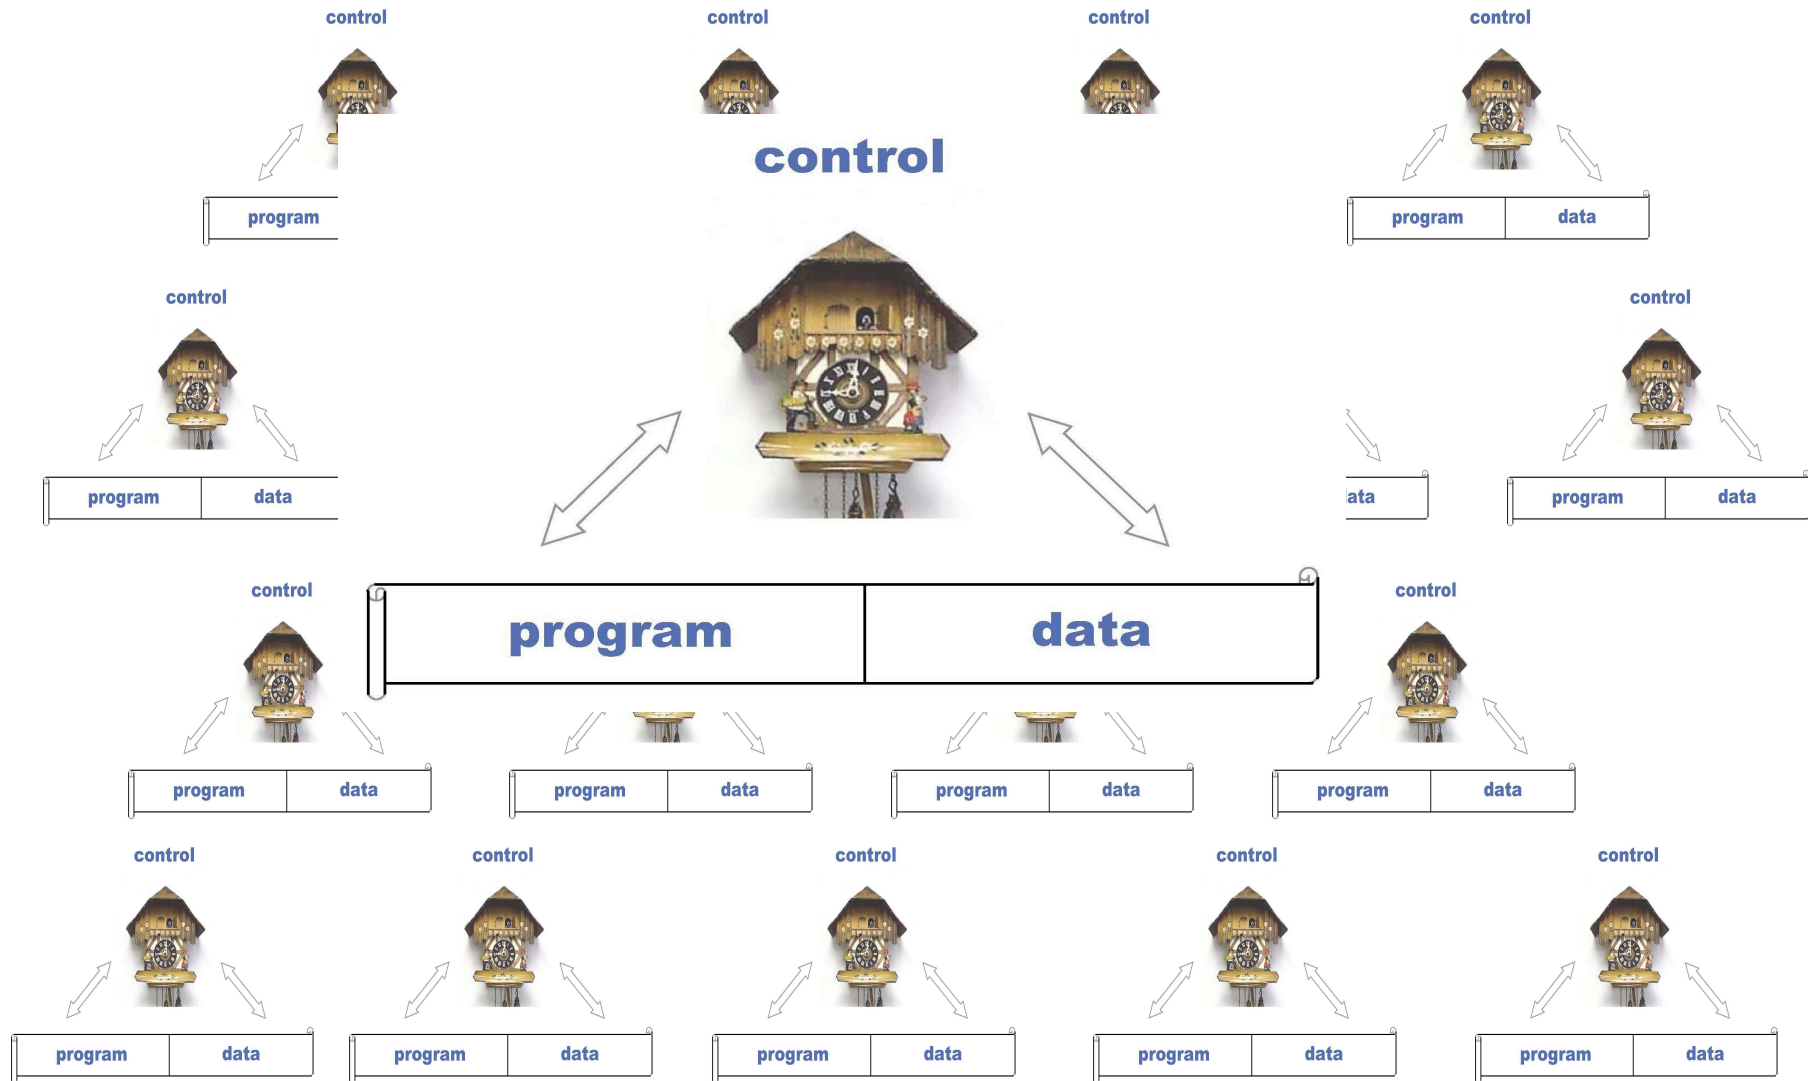 control control control control
control
program
program data
control control
program data
ata
program data
control control
program data
program data program data program data program data
control control control control control
program data program data program data program data program data